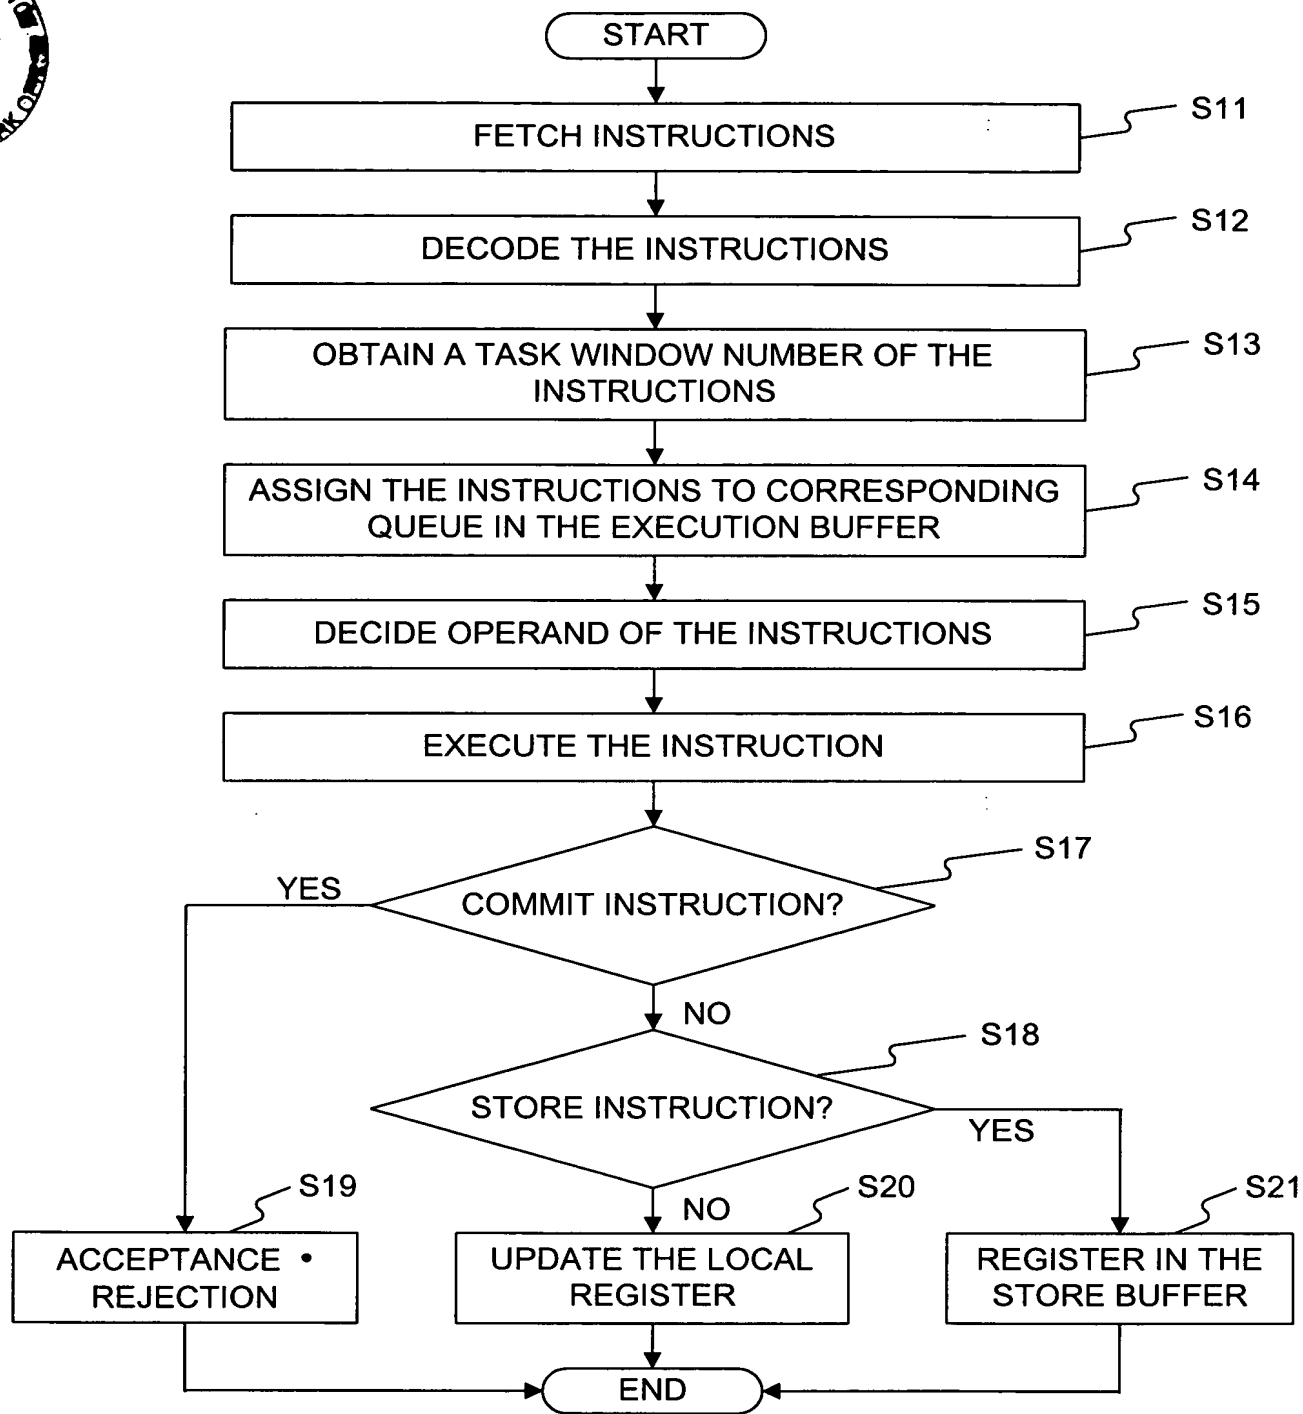 START
FETCH INSTRUCTIONS
S11
DECODE THE INSTRUCTIONS
S12
OBTAIN A TASK WINDOW NUMBER OF THE
INSTRUCTIONS
S13
ASSIGN THE INSTRUCTIONS TO CORRESPONDING
QUEUE IN THE EXECUTION BUFFER
S14
DECIDE OPERAND OF THE INSTRUCTIONS
S15
EXECUTE THE INSTRUCTION
S16
COMMIT INSTRUCTION?
S17
YES
NO
STORE INSTRUCTION?
S18
YES
NO
S19
ACCEPTANCE •
REJECTION
S20
UPDATE THE LOCAL
REGISTER
S21
REGISTER IN THE
STORE BUFFER
END